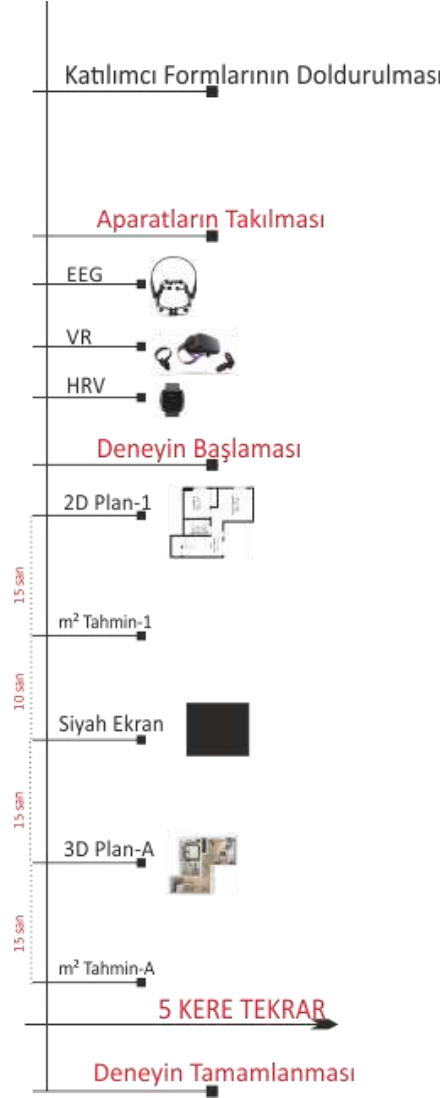 Katılımcı Formlarının Doldurulması
Aparatların Takılması
EEG
VR
HRV
Deneyin Başlaması
2D Plan-1
15 san
m² Tahmin-1
10 san
Siyah Ekran
15 san
3D Plan-A
15 san
m² Tahmin-A
5 KERE TEKRAR
Deneyin Tamamlanması